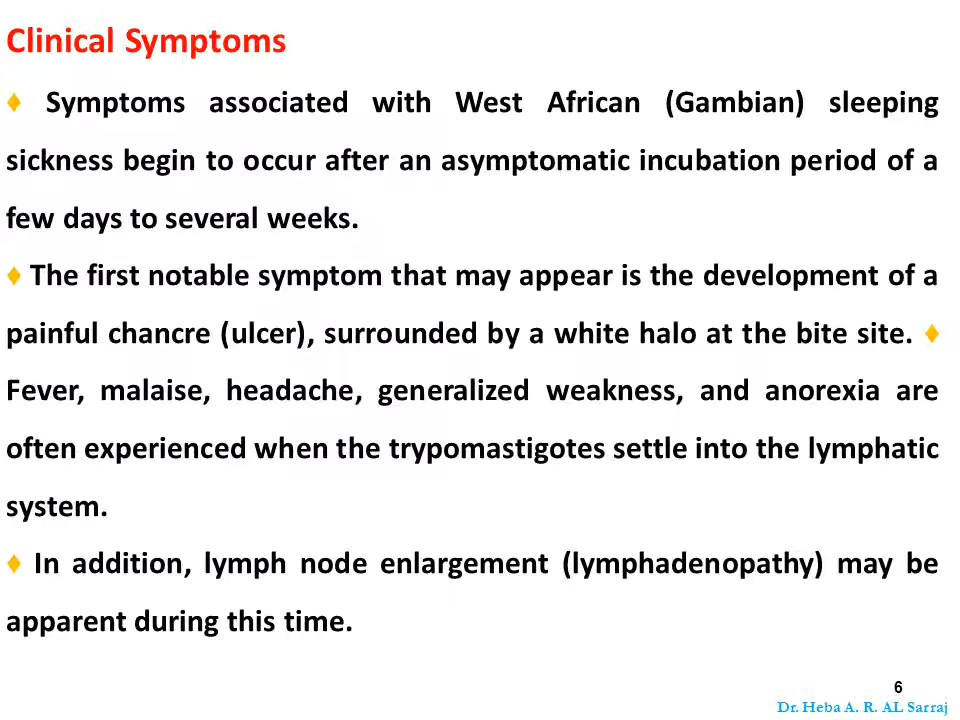 Clinical Symptoms
♦ Symptoms associated with West African (Gambian) sleeping
sickness begin to occur after an asymptomatic incubation period of a
few days to several weeks.
♦ The first notable symptom that may appear is the development of a
painful chancre (ulcer), surrounded by a white halo at the bite site. ♦
Fever, malaise, headache, generalized weakness, and anorexia are
often experienced when the trypomastigotes settle into the lymphatic
system.
♦ In addition, lymph node enlargement (lymphadenopathy) may be
apparent during this time.
6
Dr. Heba A. R. AL Sarraj